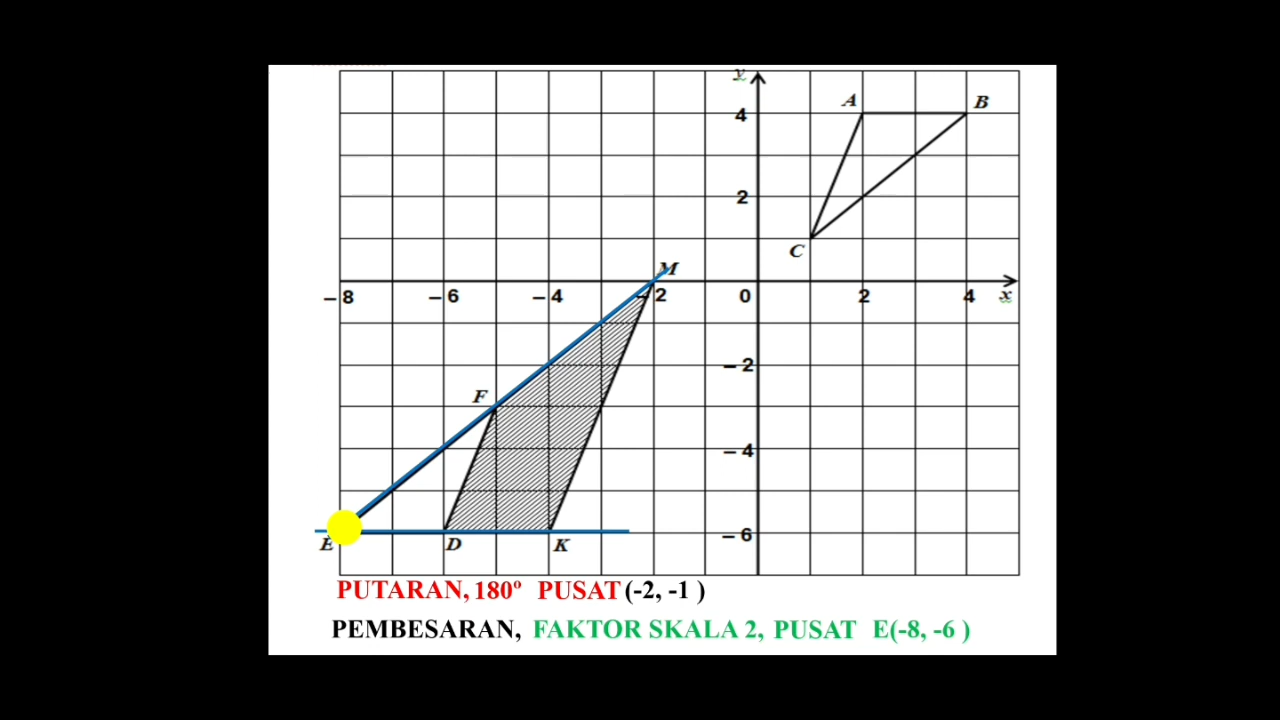 y
A B
4
2
C
M
– 8 – 6 – 4 – 2 0 2 4 x
– 2
F
– 4
– 6
E D K
PUTARAN, 180º PUSAT (-2, -1 )
PEMBESARAN, FAKTOR SKALA 2, PUSAT E(-8, -6 )